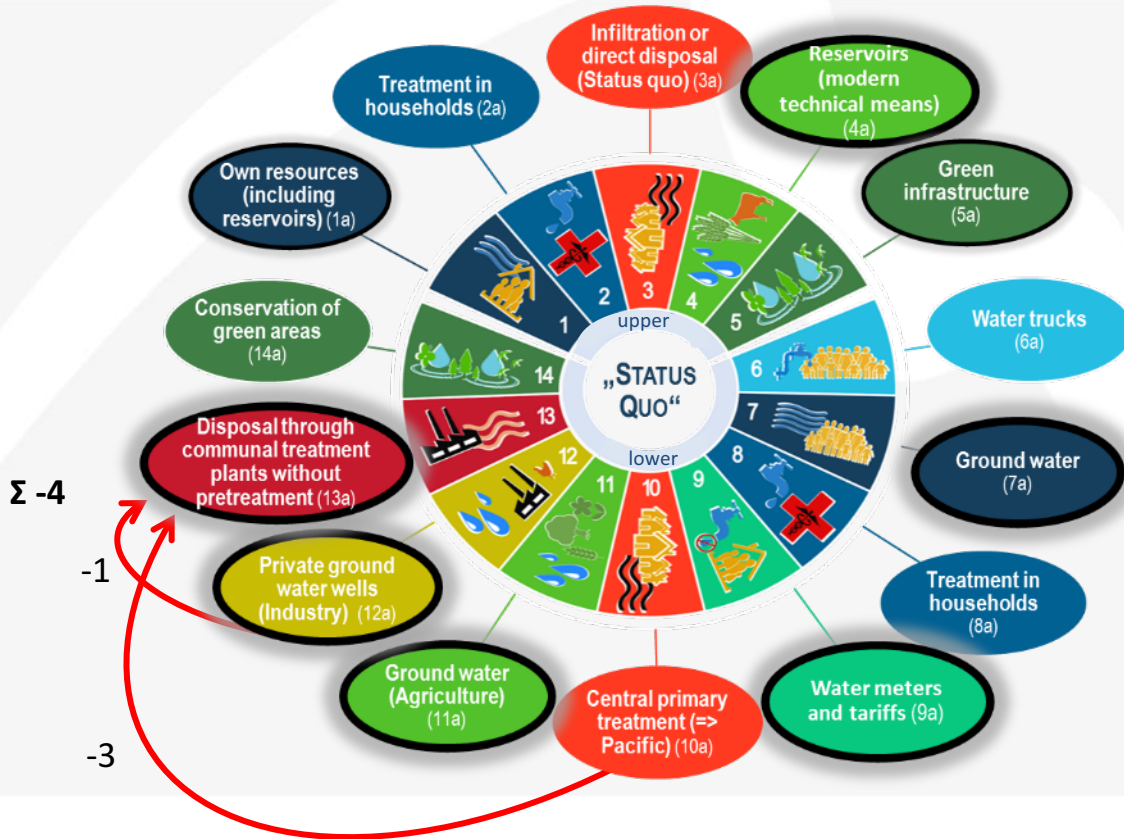 Infiltration or
direct disposal
(Status quo) (3a)
Reservoirs
(modern
technical means)
(4a)
Treatment in
households (2a)
Green
infrastructure
(5a)
Own resources
(including
reservoirs) (1a)
Conservation of
green areas
(14a)
Water trucks
(6a)
1
2
3
4
5
upper
„STATUS
QUO“
lower
6
7
8
9
10
11
12
13
14
Disposal through
communal treatment
plants without
pretreatment (13a)
Ground water
(7a)
Σ -4
-1
Private ground
water wells
(Industry) (12a)
Treatment in
households
(8a)
Ground water
(Agriculture)
(11a)
Central primary
treatment (=>
Pacific) (10a)
Water meters
and tariffs (9a)
-3